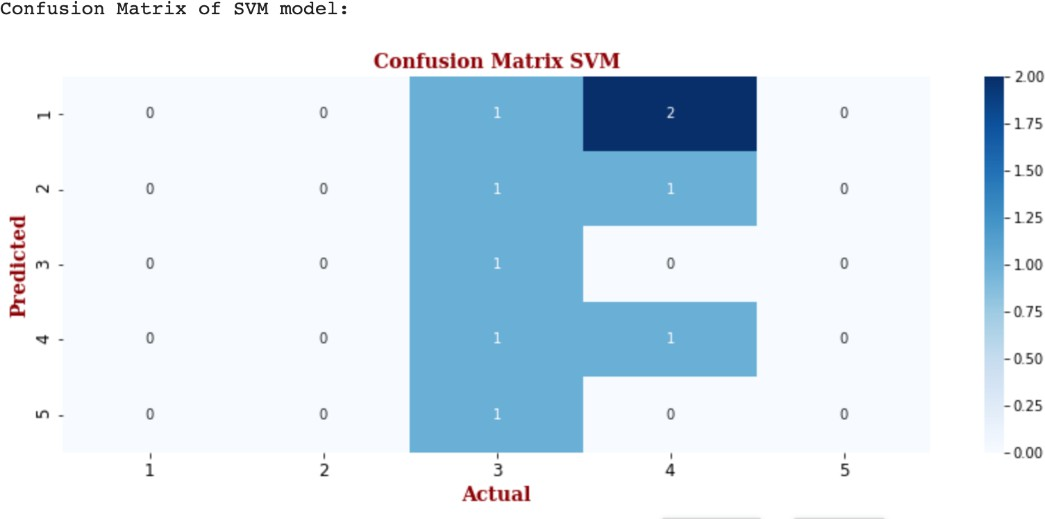 Confusion Matrix of SVM model:
Confusion Matrix SVM
2.00
1 0 0 1 2 0
1.75
2 0 0 1 1 0
1.50
1.25
Predicted
3 0 0 1 0 0
1.00
0.75
4 0 0 1 1 0
0.50
5 0 0 1 0 0
0.25
0.00
1 2 3 4 5
Actual